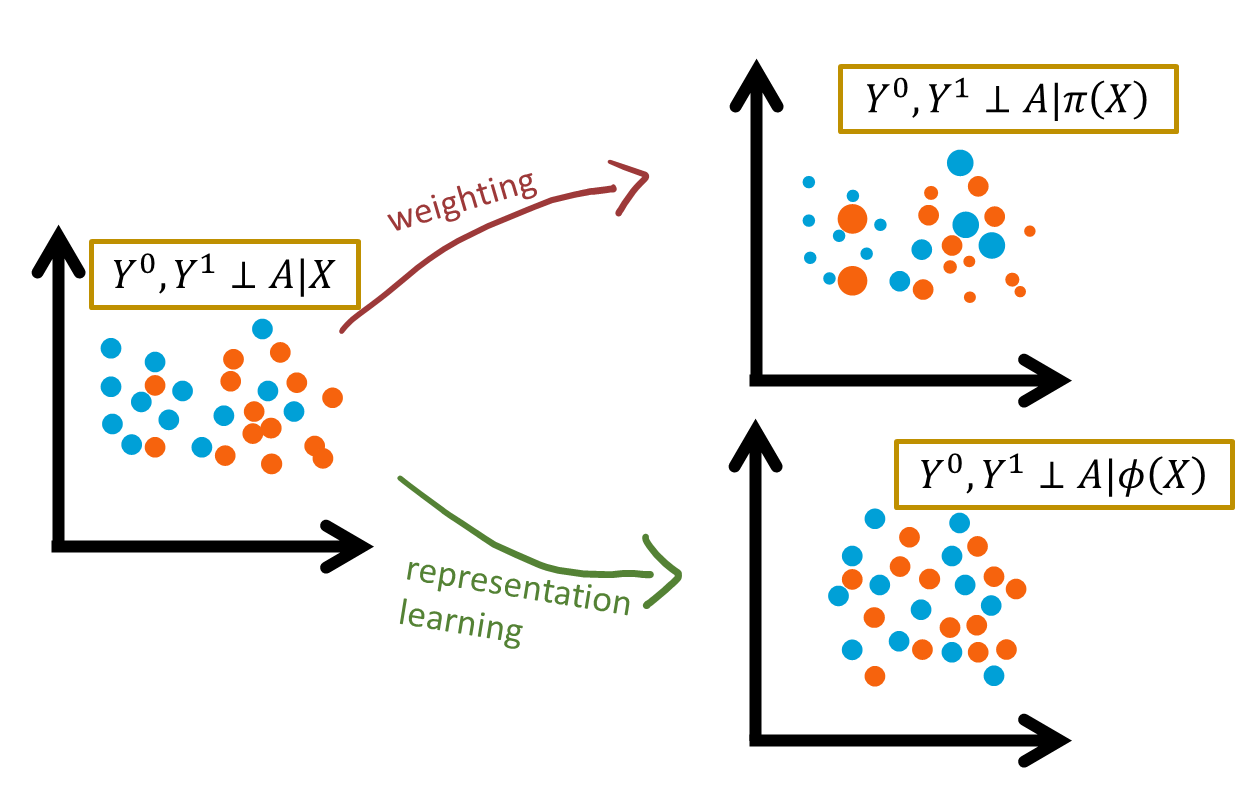 Y⁰, Y¹ ⊥ A|X
weighting
Y⁰, Y¹ ⊥ A|π(X)
representation
learning
Y⁰, Y¹ ⊥ A|ϕ(X)